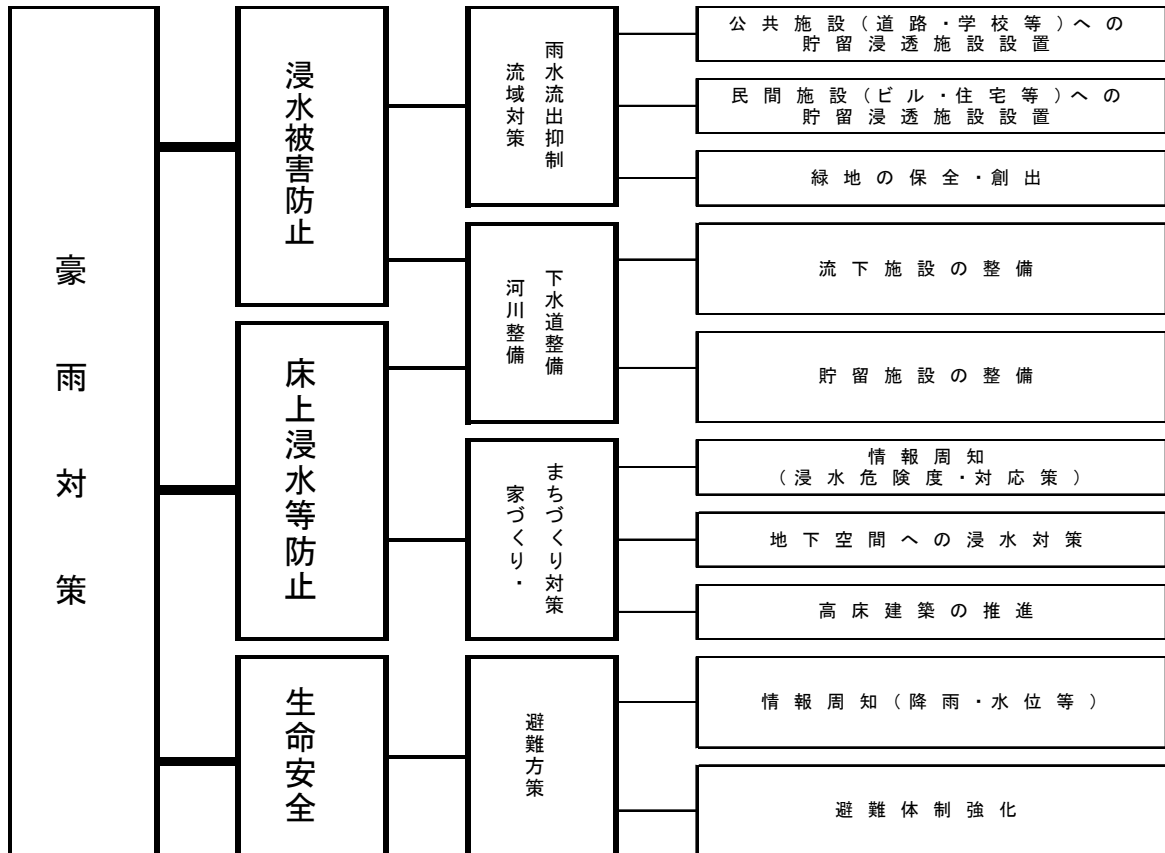 豪雨対策
浸水被害防止
床上浸水等防止
生命安全
雨水流出抑制
流域対策
下水道整備
河川整備
まちづくり対策
家づくり・
避難方策
公共施設(道路・学校等)への
貯留浸透施設設置
民間施設(ビル・住宅等)への
貯留浸透施設設置
緑地の保全・創出
流下施設の整備
貯留施設の整備
情報周知
(浸水危険度・対応策)
地下空間への浸水対策
高床建築の推進
情報周知(降雨・水位等)
避難体制強化